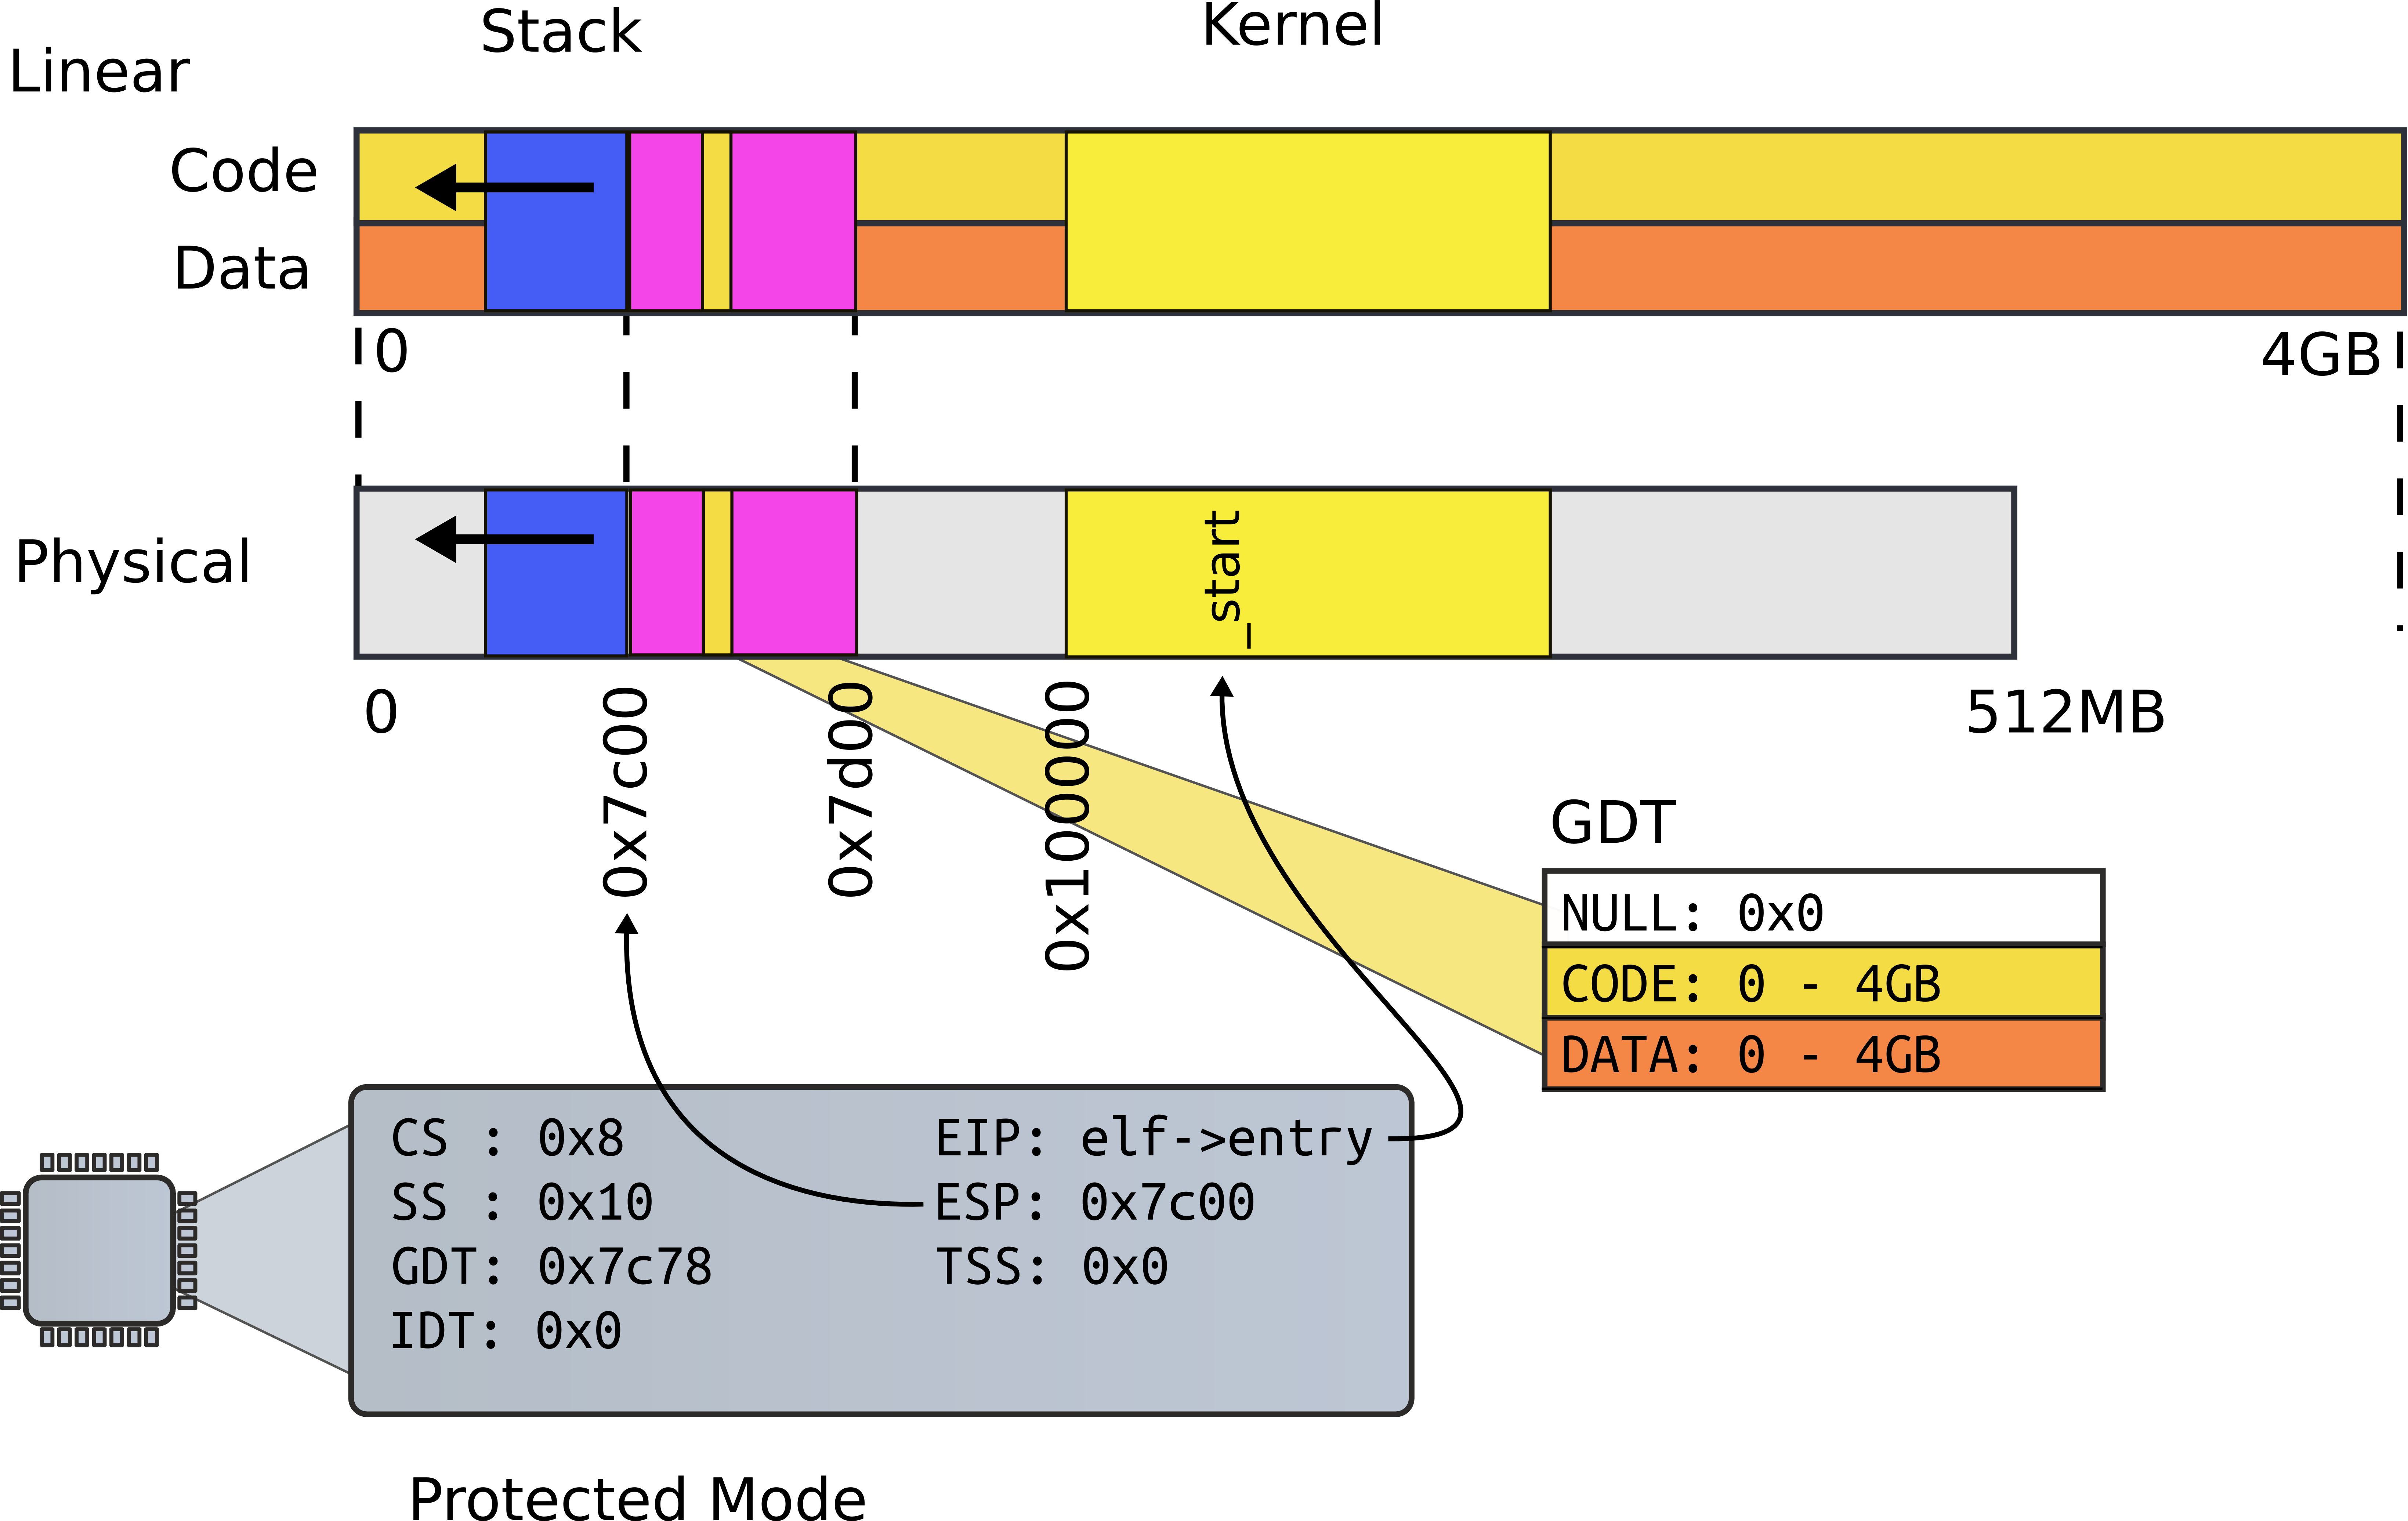 Stack
Kernel
Linear
Code
Data
0
4GB
Physical
_start
0
0x7c00
0x7d00
0x100000
512MB
GDT
NULL: 0x0
CODE: 0 - 4GB
DATA: 0 - 4GB
CS : 0x8
EIP: elf->entry
SS : 0x10
ESP: 0x7c00
GDT: 0x7c78
TSS: 0x0
IDT: 0x0
Protected Mode